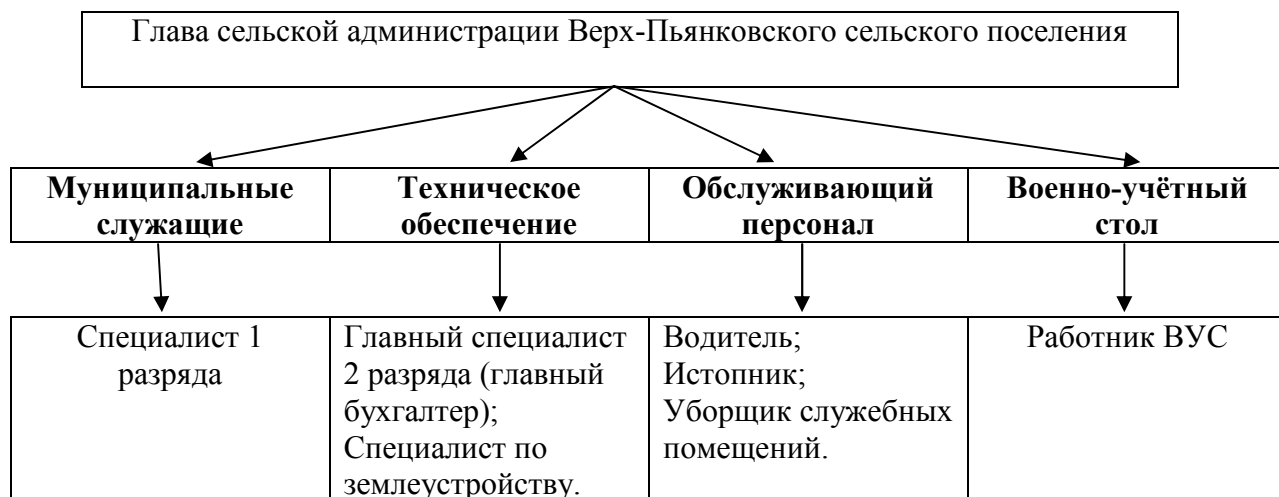 Глава сельской администрации Верх-Пьянковского сельского поселения
Муниципальные
служащие
Техническое
обеспечение
Обслуживающий
персонал
Военно-учётный
стол
Специалист 1
разряда
Главный специалист
2 разряда (главный
бухгалтер);
Специалист по
землеустройству.
Водитель;
Истопник;
Уборщик служебных
помещений.
Работник ВУС